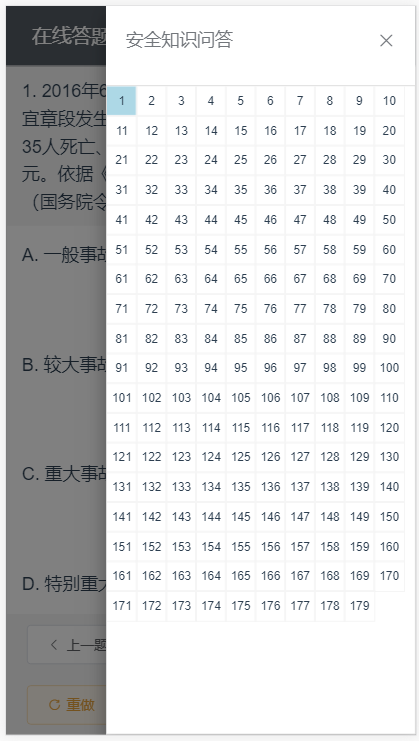 在线答题
安全知识问答
1. 2016年6
宜章段发生
35人死亡、
元。依据《
（国务院令
A. 一般事故
B. 较大事故
C. 重大事故
D. 特别重大
上一题
重做
1 2 3 4 5 6 7 8 9 10
11 12 13 14 15 16 17 18 19 20
21 22 23 24 25 26 27 28 29 30
31 32 33 34 35 36 37 38 39 40
41 42 43 44 45 46 47 48 49 50
51 52 53 54 55 56 57 58 59 60
61 62 63 64 65 66 67 68 69 70
71 72 73 74 75 76 77 78 79 80
81 82 83 84 85 86 87 88 89 90
91 92 93 94 95 96 97 98 99 100
101 102 103 104 105 106 107 108 109 110
111 112 113 114 115 116 117 118 119 120
121 122 123 124 125 126 127 128 129 130
131 132 133 134 135 136 137 138 139 140
141 142 143 144 145 146 147 148 149 150
151 152 153 154 155 156 157 158 159 160
161 162 163 164 165 166 167 168 169 170
171 172 173 174 175 176 177 178 179